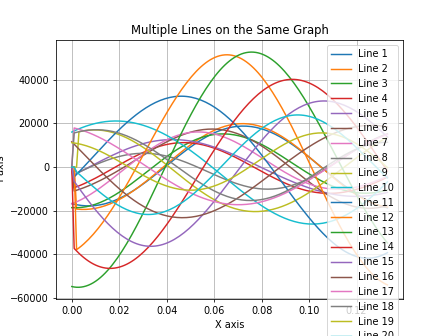 Multiple Lines on the Same Graph
40000
20000
0
−20000
−40000
−60000
0.00
0.02
0.04
0.06
0.08
0.10
X axis
Line 1
Line 2
Line 3
Line 4
Line 5
Line 6
Line 7
Line 8
Line 9
Line 10
Line 11
Line 12
Line 13
Line 14
Line 15
Line 16
Line 17
Line 18
Line 19
Line 20